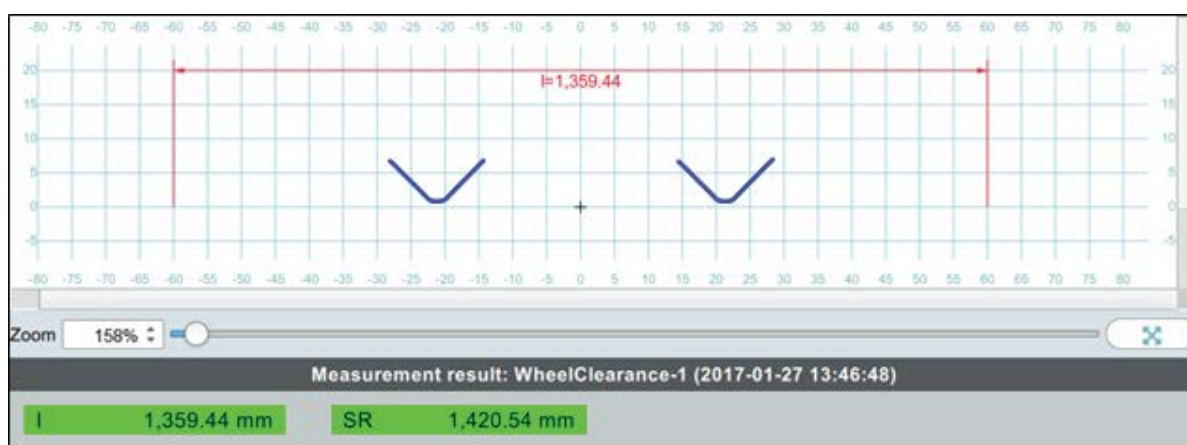 -80 -75 -70 -65 -60 -55 -50 -45 -40 -35 -30 -25 -20 -15 -10 -5 0 5 10 15 20 25 30 35 40 45 50 55 60 65 70 75 80
20 20
I=1,359.44
15 15
10 10
5 5
0 0
-5 -5
-80 -75 -70 -65 -60 -55 -50 -45 -40 -35 -30 -25 -20 -15 -10 -5 0 5 10 15 20 25 30 35 40 45 50 55 60 65 70 75 80
Zoom 158%
Measurement result: WheelClearance-1 (2017-01-27 13:46:48)
I 1,359.44 mm SR 1,420.54 mm